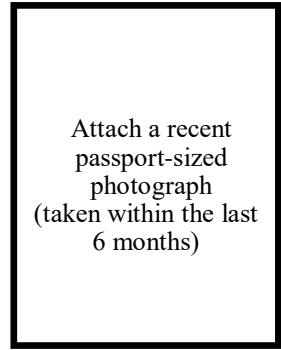 Attach a recent
passport-sized
photograph
(taken within the last
6 months)